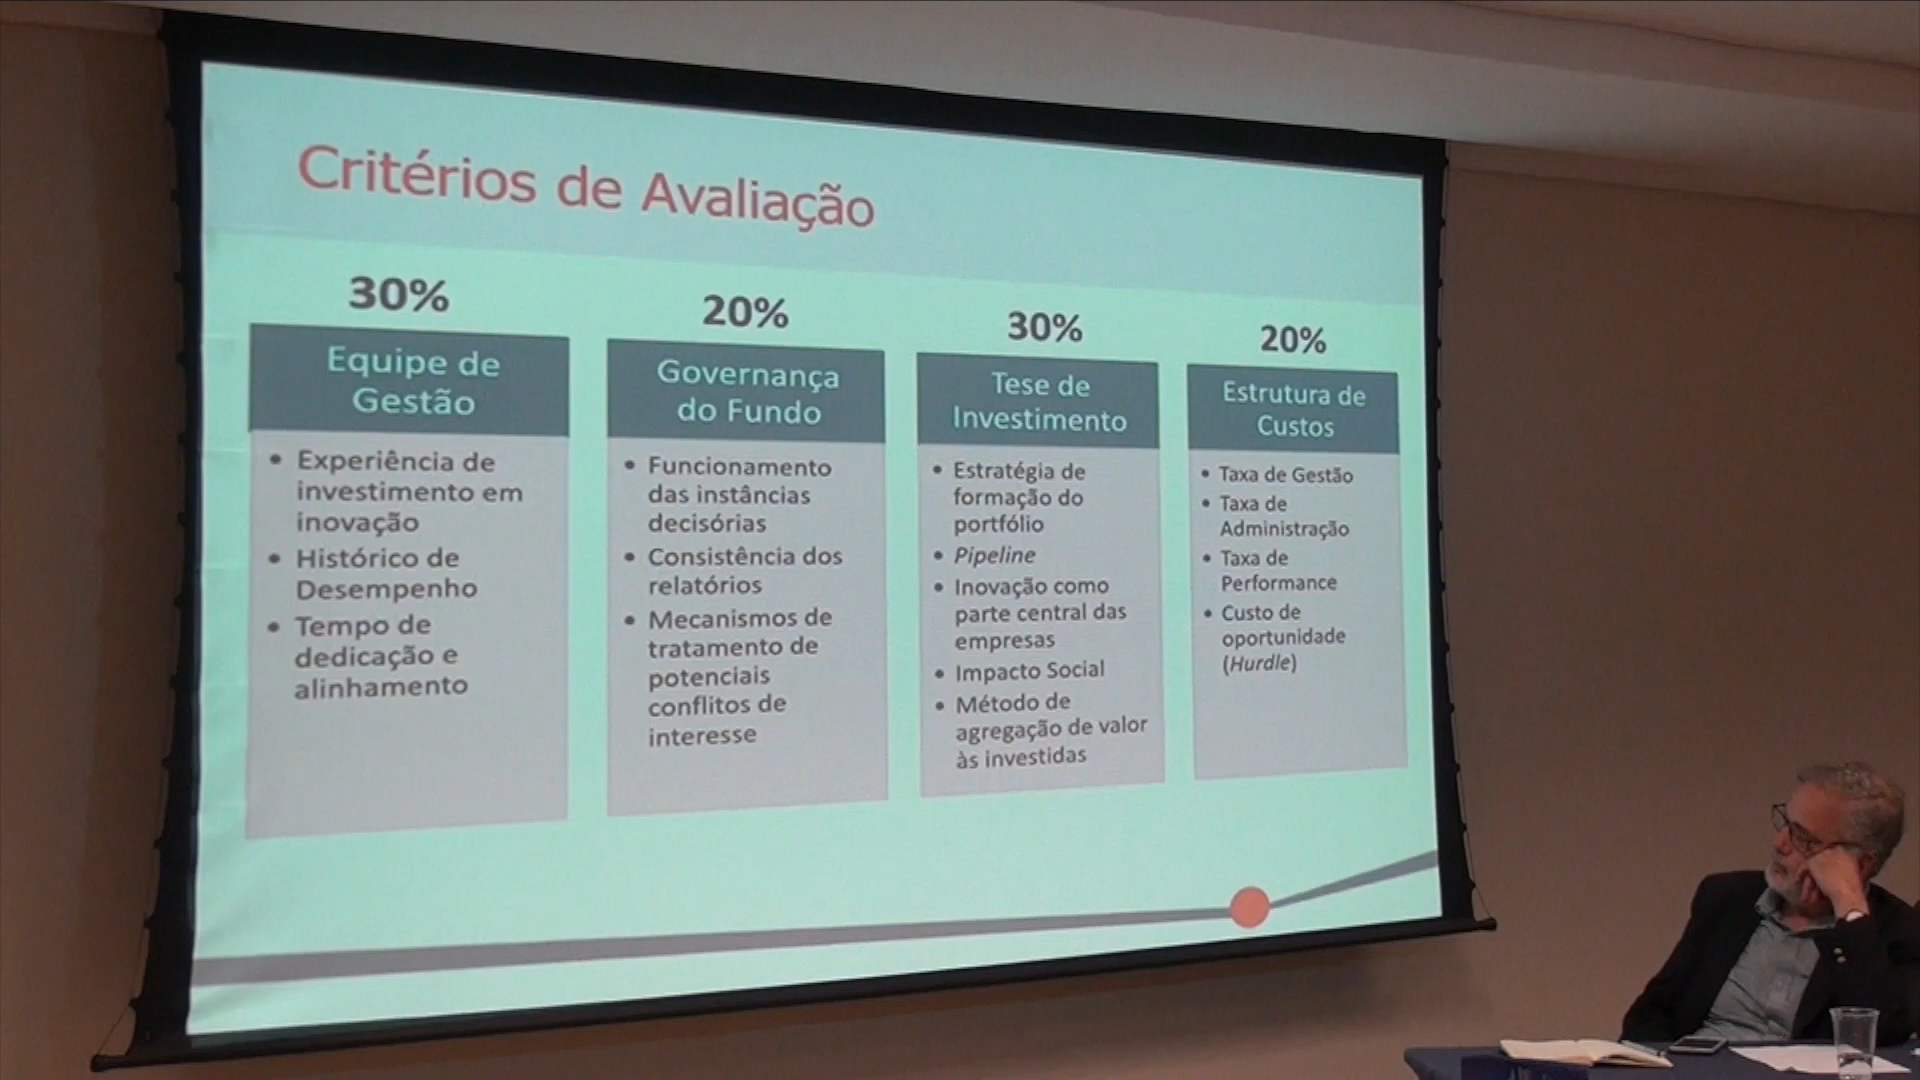 Critérios de Avaliação
30%
Equipe de
Gestão
• Experiência de
investimento em
inovação
• Histórico de
Desempenho
• Tempo de
dedicação e
alinhamento
20%
Governança
do Fundo
• Funcionamento
das instâncias
decisórias
• Consistência dos
relatórios
• Mecanismos de
tratamento de
potenciais
conflitos de
interesse
30%
Tese de
Investimento
• Estratégia de
formação do
portfólio
• Pipeline
• Inovação como
parte central das
empresas
• Impacto Social
• Método de
agregação de valor
às investidas
20%
Estrutura de
Custos
• Taxa de Gestão
• Taxa de
Administração
• Taxa de
Performance
• Custo de
oportunidade
(Hurdle)